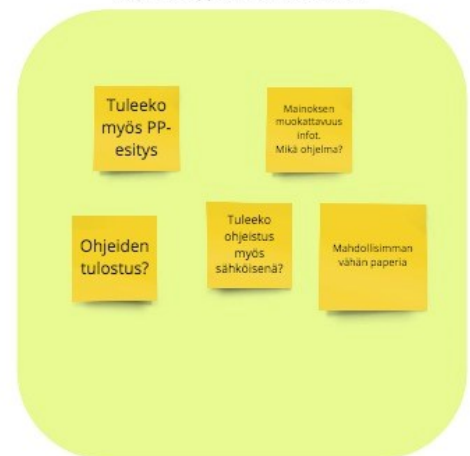 Tuleeko
myös PP-
esitys
Mainoksen
muokattavuus
infot.
Mikä ohjelma?
Ohjeiden
tulostus?
Tuleeko
ohjeistus
myös
sähköisenä?
Mahdollisimman
vähän paperia